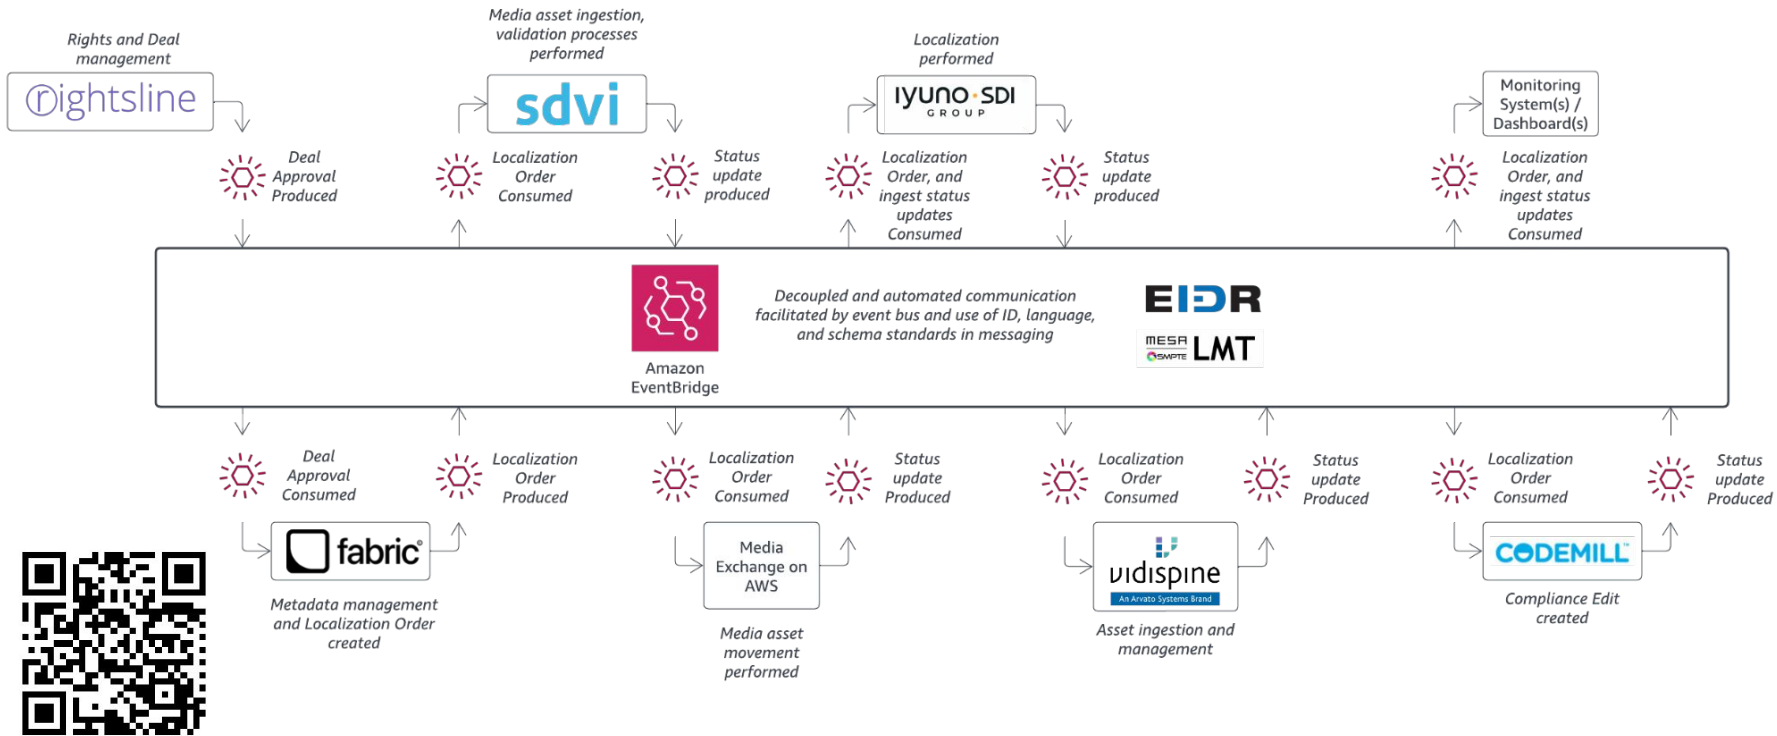 Rights and Deal
management
rightsline
Media asset ingestion,
validation processes
performed
sdvi
Localization
performed
IYUNO·SDI
GROUP
Monitoring
System(s) /
Dashboard(s)
Deal
Approval
Produced
Localization
Order
Consumed
Status
update
produced
Localization
Order, and
ingest status
updates
Consumed
Status
update
produced
Localization
Order, and
ingest status
updates
Consumed
Amazon
EventBridge
Decoupled and automated communication
facilitated by event bus and use of ID, language,
and schema standards in messaging
EIDR
MESA
SMPTE
LMT
Deal
Approval
Consumed
Localization
Order
Produced
Localization
Order
Consumed
Status
update
Produced
Localization
Order
Consumed
Status
update
Produced
Localization
Order
Consumed
Status
update
Produced
fabric
Metadata management
and Localization Order
created
Media
Exchange on
AWS
Media asset
movement
performed
vidispine
An Arvato Systems Brand
Asset ingestion and
management
CODEMILL™
Compliance Edit
created